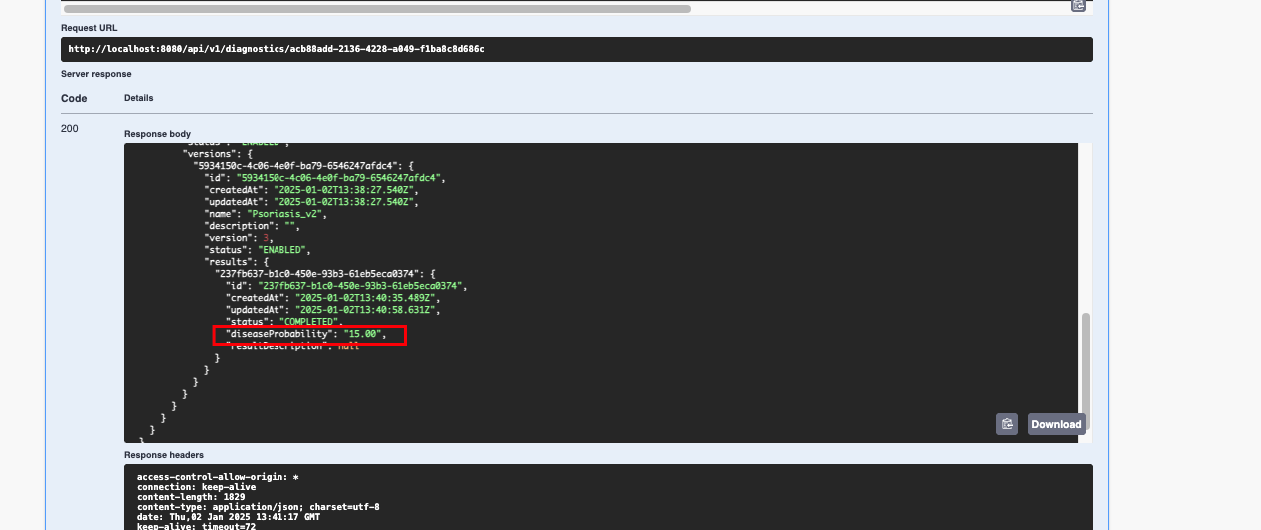 Request URL
http://localhost:8080/api/v1/diagnostics/acb88add-2136-4228-a049-f1ba8c8d686c
Server response
Code Details
200
Response body
"status": "ENABLED",
"versions": {
"5934150c-4c06-4e0f-ba79-6546247afdc4": {
"id": "5934150c-4c06-4e0f-ba79-6546247afdc4",
"createdAt": "2025-01-02T13:38:27.540Z",
"updatedAt": "2025-01-02T13:38:27.540Z",
"name": "Psoriasis_v2",
"description": "",
"version": 3,
"status": "ENABLED",
"results": {
"237fb637-b1c0-450e-93b3-61eb5eca0374": {
"id": "237fb637-b1c0-450e-93b3-61eb5eca0374",
"createdAt": "2025-01-02T13:40:35.489Z",
"updatedAt": "2025-01-02T13:40:58.631Z",
"status": "COMPLETED",
"diseaseProbability": "15.00",
"resultDescription": null
}
}
}
}
}
}
}
}
Download
Response headers
access-control-allow-origin: *
connection: keep-alive
content-length: 1829
content-type: application/json; charset=utf-8
date: Thu,02 Jan 2025 13:41:17 GMT
keep-alive: timeout=72